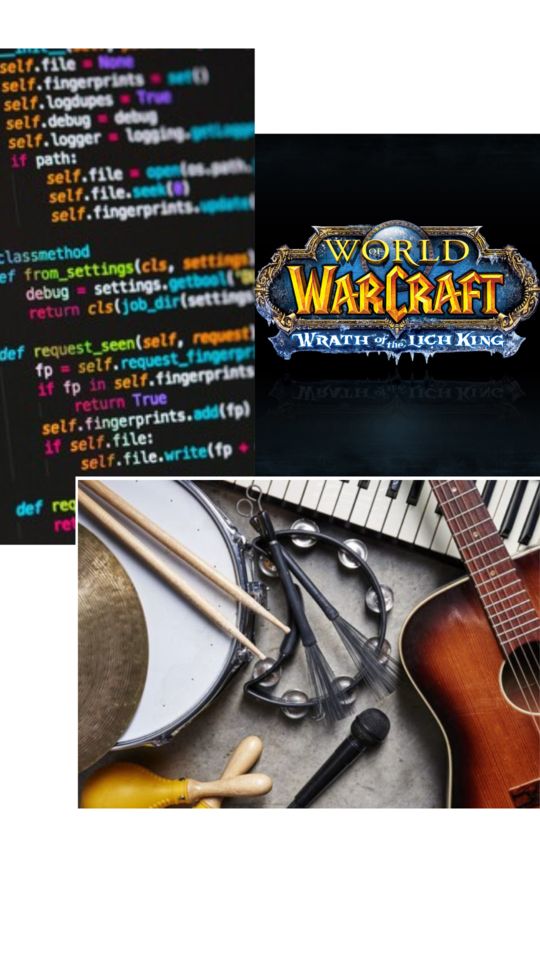 self.file = None
self.fingerprints = set()
self.logdupes = True
self.debug = debug
self.logger = logging.
if path:
self.file = open(os.path.
self.file.seek(0)
self.fingerprints.update(
classmethod
ef from_settings(cls, settings)
debug = settings.getbool("
return cls(job_dir(settings
def request_seen(self, request)
fp = self.request_fingerpr
if fp in self.fingerprints
return True
self.fingerprints.add(fp)
if self.file:
self.file.write(fp +
def req
ret
WORLD
OF
WARCRAFT
WRATH of the LICH KING